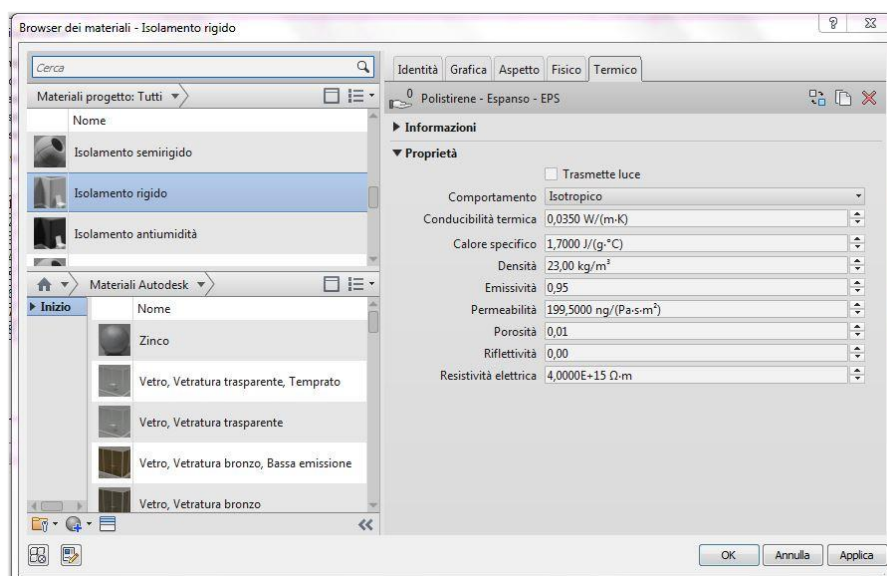 Browser dei materiali - Isolamento rigido
Cerca
Materiali progetto: Tutti
Nome
Isolamento semirigido
Isolamento rigido
Isolamento antiumidità
Materiali Autodesk
Inizio
Nome
Zinco
Vetro, Vetratura trasparente, Temprato
Vetro, Vetratura trasparente
Vetro, Vetratura bronzo, Bassa emissione
Vetro, Vetratura bronzo
Identità Grafica Aspetto Fisico Termico
0 Polistirene - Espanso - EPS
Informazioni
Proprietà
Trasmette luce
Comportamento Isotropico
Conducibilità termica 0,0350 W/(m·K)
Calore specifico 1,7000 J/(g·°C)
Densità 23,00 kg/m³
Emissività 0,95
Permeabilità 199,5000 ng/(Pa·s·m²)
Porosità 0,01
Riflettività 0,00
Resistività elettrica 4,0000E+15 Ω·m
OK Annulla Applica